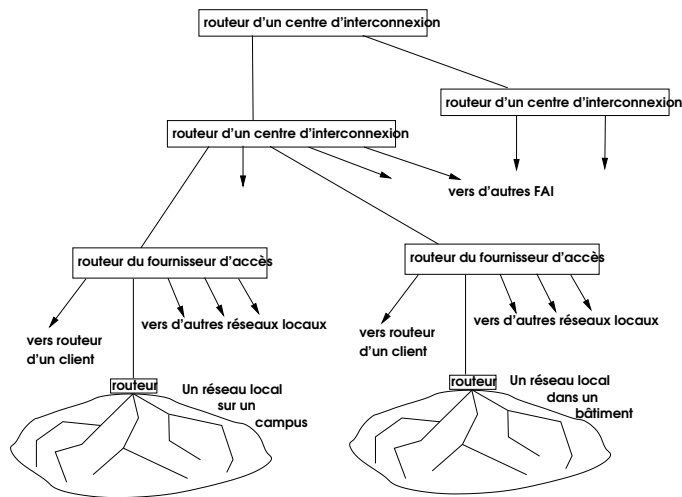 routeur d'un centre d'interconnexion
routeur d'un centre d'interconnexion
routeur d'un centre d'interconnexion
vers d'autres FAI
routeur du fournisseur d'accès
routeur du fournisseur d'accès
vers routeur
d'un client
vers d'autres réseaux locaux
vers routeur
d'un client
vers d'autres réseaux locaux
routeur
Un réseau local
sur un
campus
routeur
Un réseau local
dans un
bâtiment